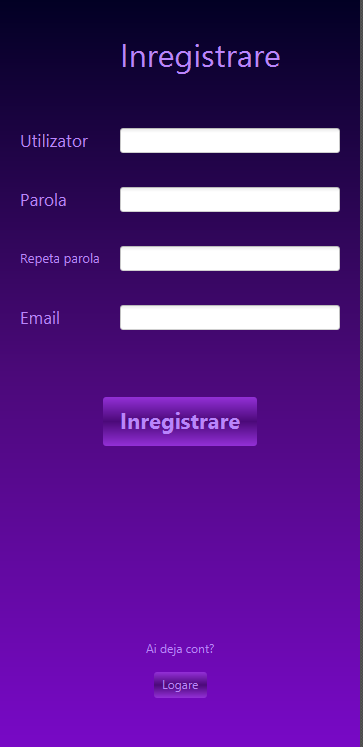 Inregistrare
Utilizator
Parola
Repeta parola
Email
Inregistrare
Ai deja cont?
Logare